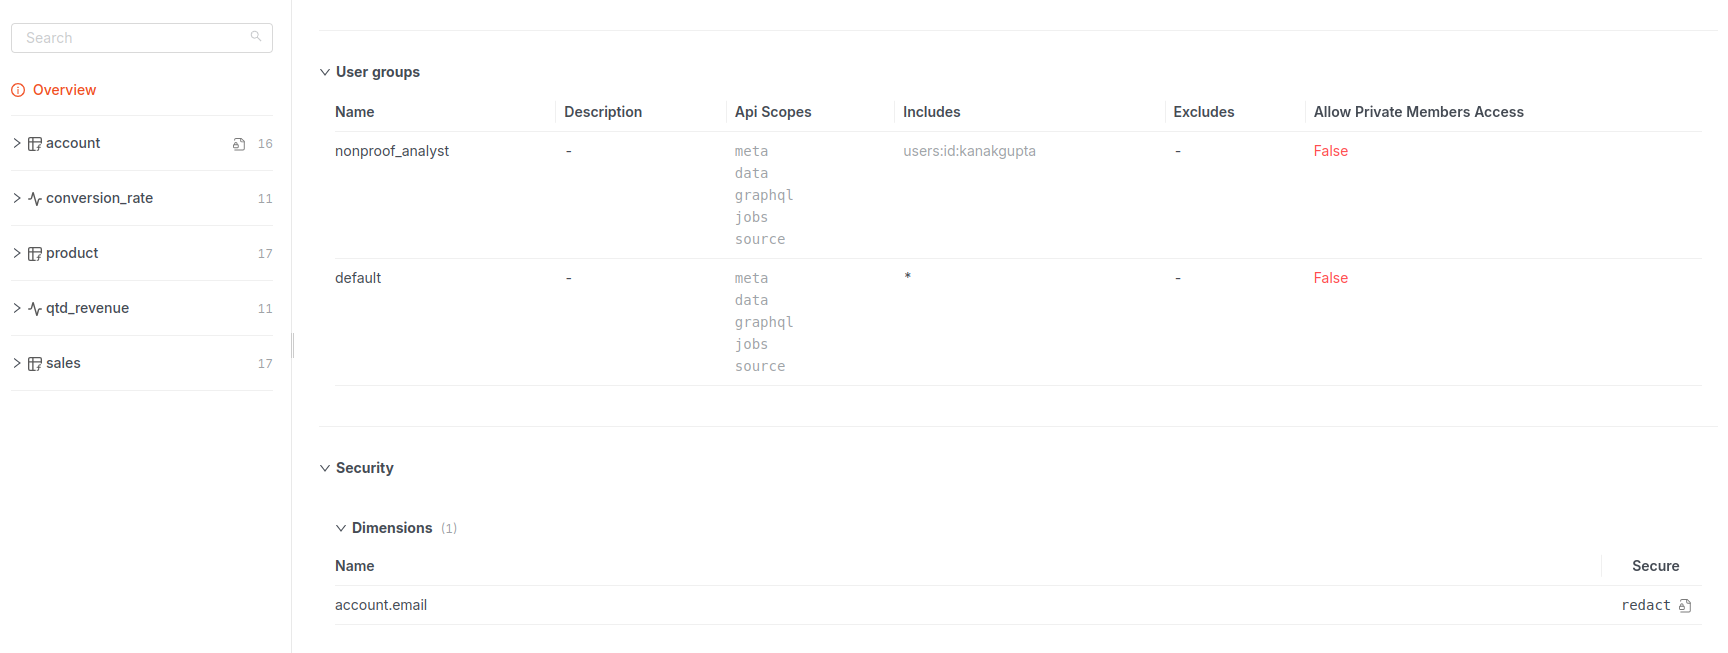 Search
Overview
account 16
conversion_rate 11
product 17
qtd_revenue 11
sales 17
User groups
Name Description Api Scopes Includes Excludes Allow Private Members Access
nonproof_analyst - meta users:id:kanakgupta - False
data
graphql
jobs
source
default - meta * - False
data
graphql
jobs
source
Security
Dimensions (1)
Name Secure
account.email redact